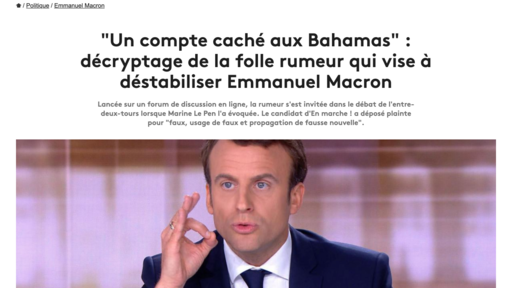 / Politique / Emmanuel Macron
"Un compte caché aux Bahamas" :
décryptage de la folle rumeur qui vise à
déstabiliser Emmanuel Macron
Lancée sur un forum de discussion en ligne, la rumeur s'est invitée dans le débat de l'entre-
deux-tours lorsque Marine Le Pen l'a évoquée. Le candidat d'En marche ! a déposé plainte
pour "faux, usage de faux et propagation de fausse nouvelle".